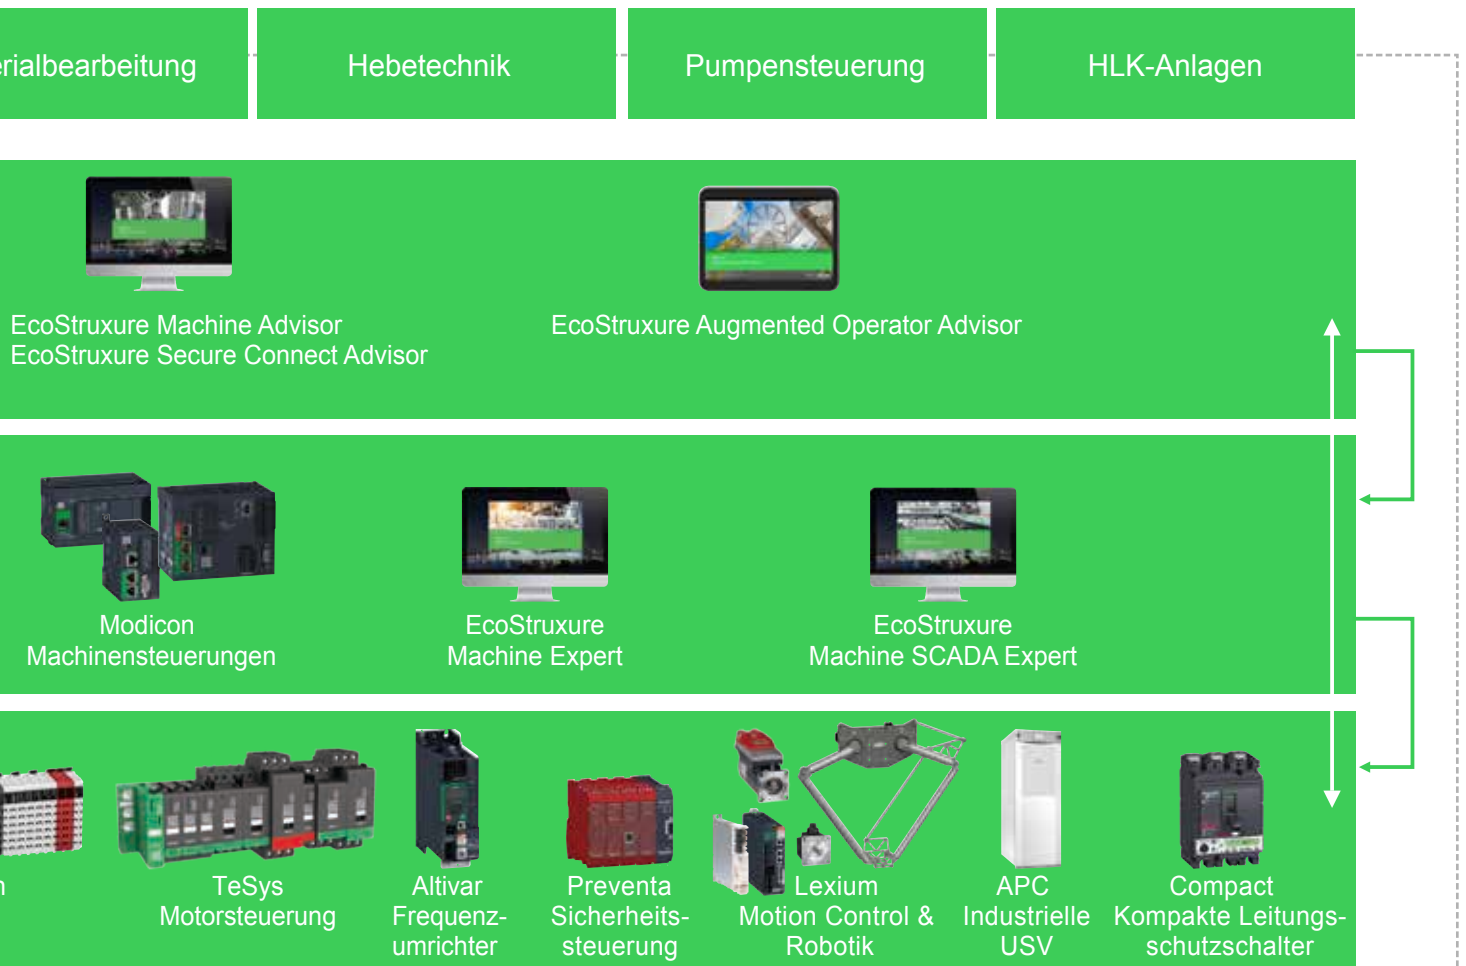 erialbearbeitung
Hebetechnik
Pumpensteuerung
HLK-Anlagen
EcoStruxure Machine Advisor
EcoStruxure Secure Connect Advisor
EcoStruxure Augmented Operator Advisor
Modicon
Machinensteuerungen
EcoStruxure
Machine Expert
EcoStruxure
Machine SCADA Expert
n
TeSys
Motorsteuerung
Altivar
Frequenz-
umrichter
Preventa
Sicherheits-
steuerung
Lexium
Motion Control &
Robotik
APC
Industrielle
USV
Compact
Kompakte Leitungs-
schutzschalter